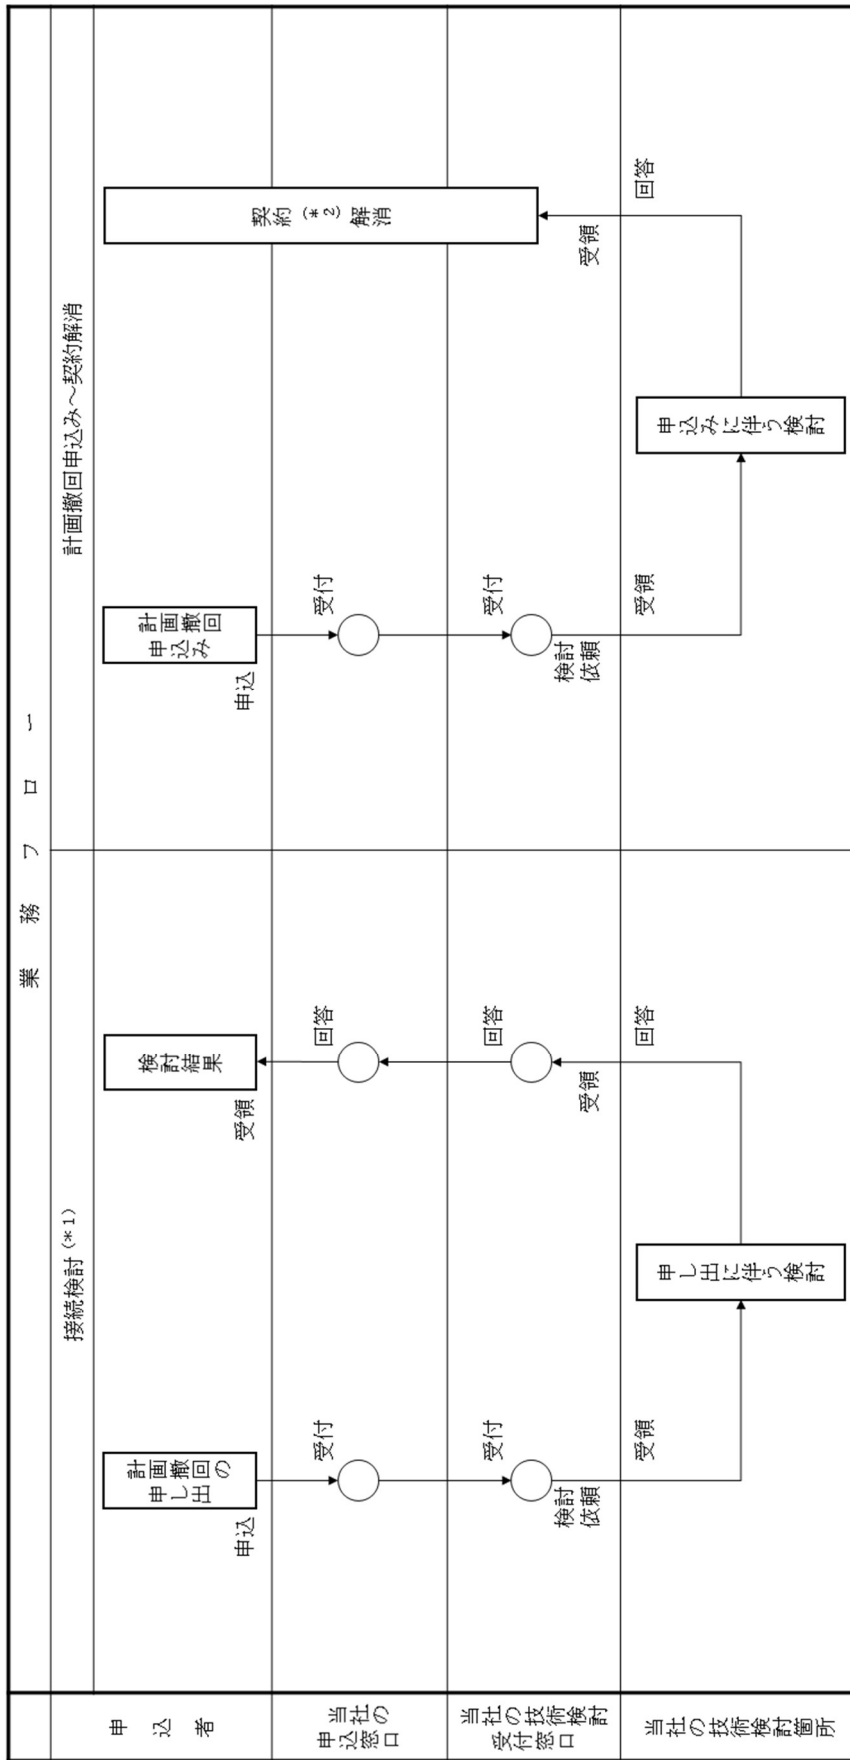 業務フロー
接続検討(*1)
計画撤回申込み～契約解消
申込者
計画撤回の
申し出
申込
検討
結果
受領
計画撤回
申込み
申込
契約(*2)解消
当社の
申込窓口
受付
回答
受付
当社の技術検討
受付窓口
受付
検討
依頼
回答
受領
受付
検討
依頼
受領
当社の技術検討箇所
受領
申し出に伴う検討
回答
受領
申込みに伴う検討
回答